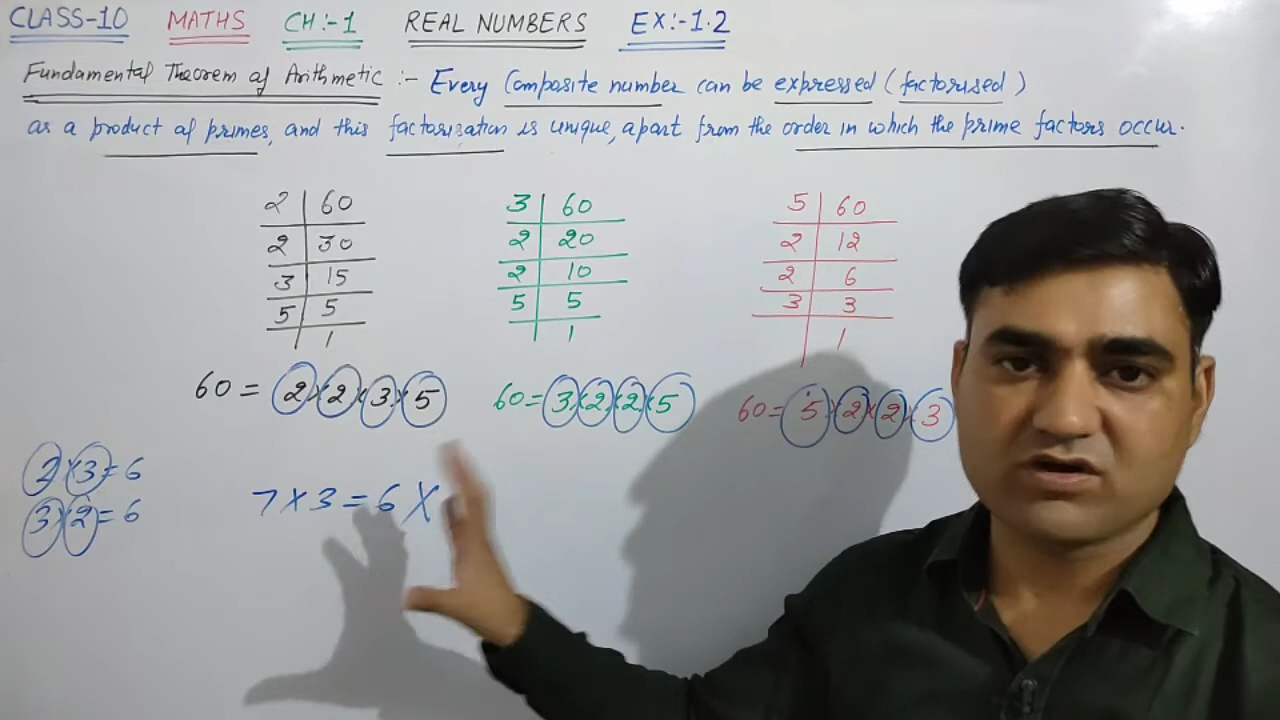 CLASS-10 MATHS CH:-1 REAL NUMBERS EX:-1.2
Fundamental Theorem of Arithmetic :- Every Composite number can be expressed (factorised)
as a product of primes, and this factorisation is unique, apart from the order in which the prime factors occur.
2 | 60
2 | 30
3 | 15
5 | 5
| 1
60 = 2×2×3×5
3 | 60
2 | 20
2 | 10
5 | 5
| 1
60=3×2×2×5
5 | 60
2 | 12
2 | 6
3 | 3
| 1
60=5×2×2×3
2×3=6
3×2=6
7×3=6 X